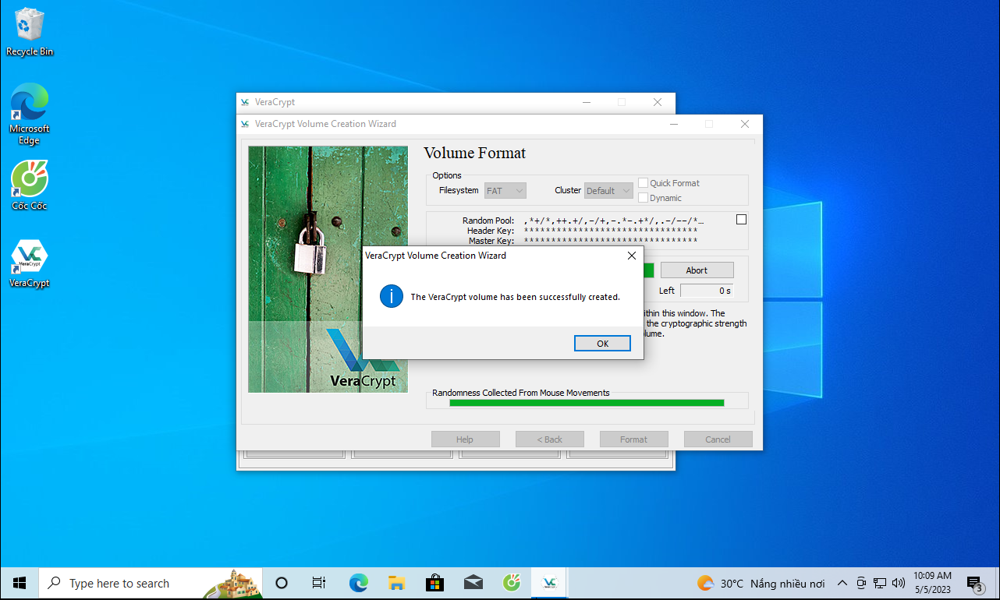 Recycle Bin
Microsoft
Edge
Cốc Cốc
VeraCrypt
VeraCrypt
VeraCrypt
VeraCrypt Volume Creation Wizard
VeraCrypt
Volume Format
Options
Filesystem FAT Cluster Default Quick Format
Dynamic
Random Pool: ,*+/*,++.+/,-/+,-.*-.+*/,.-/--/*…
Header Key: ********************************
Master Key: ********************************
Abort
Left 0 s
ithin this window. The
the cryptographic strength
lume.
VeraCrypt Volume Creation Wizard
The VeraCrypt volume has been successfully created.
OK
Randomness Collected From Mouse Movements
Help < Back Format Cancel
Type here to search
VeraCrypt
30°C Nắng nhiều nơi
10:09 AM
5/5/2023
3